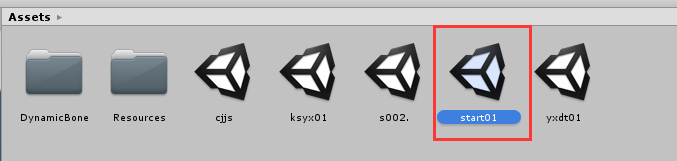 Assets
DynamicBone Resources cjjs ksyx01 s002. start01 yxdt01